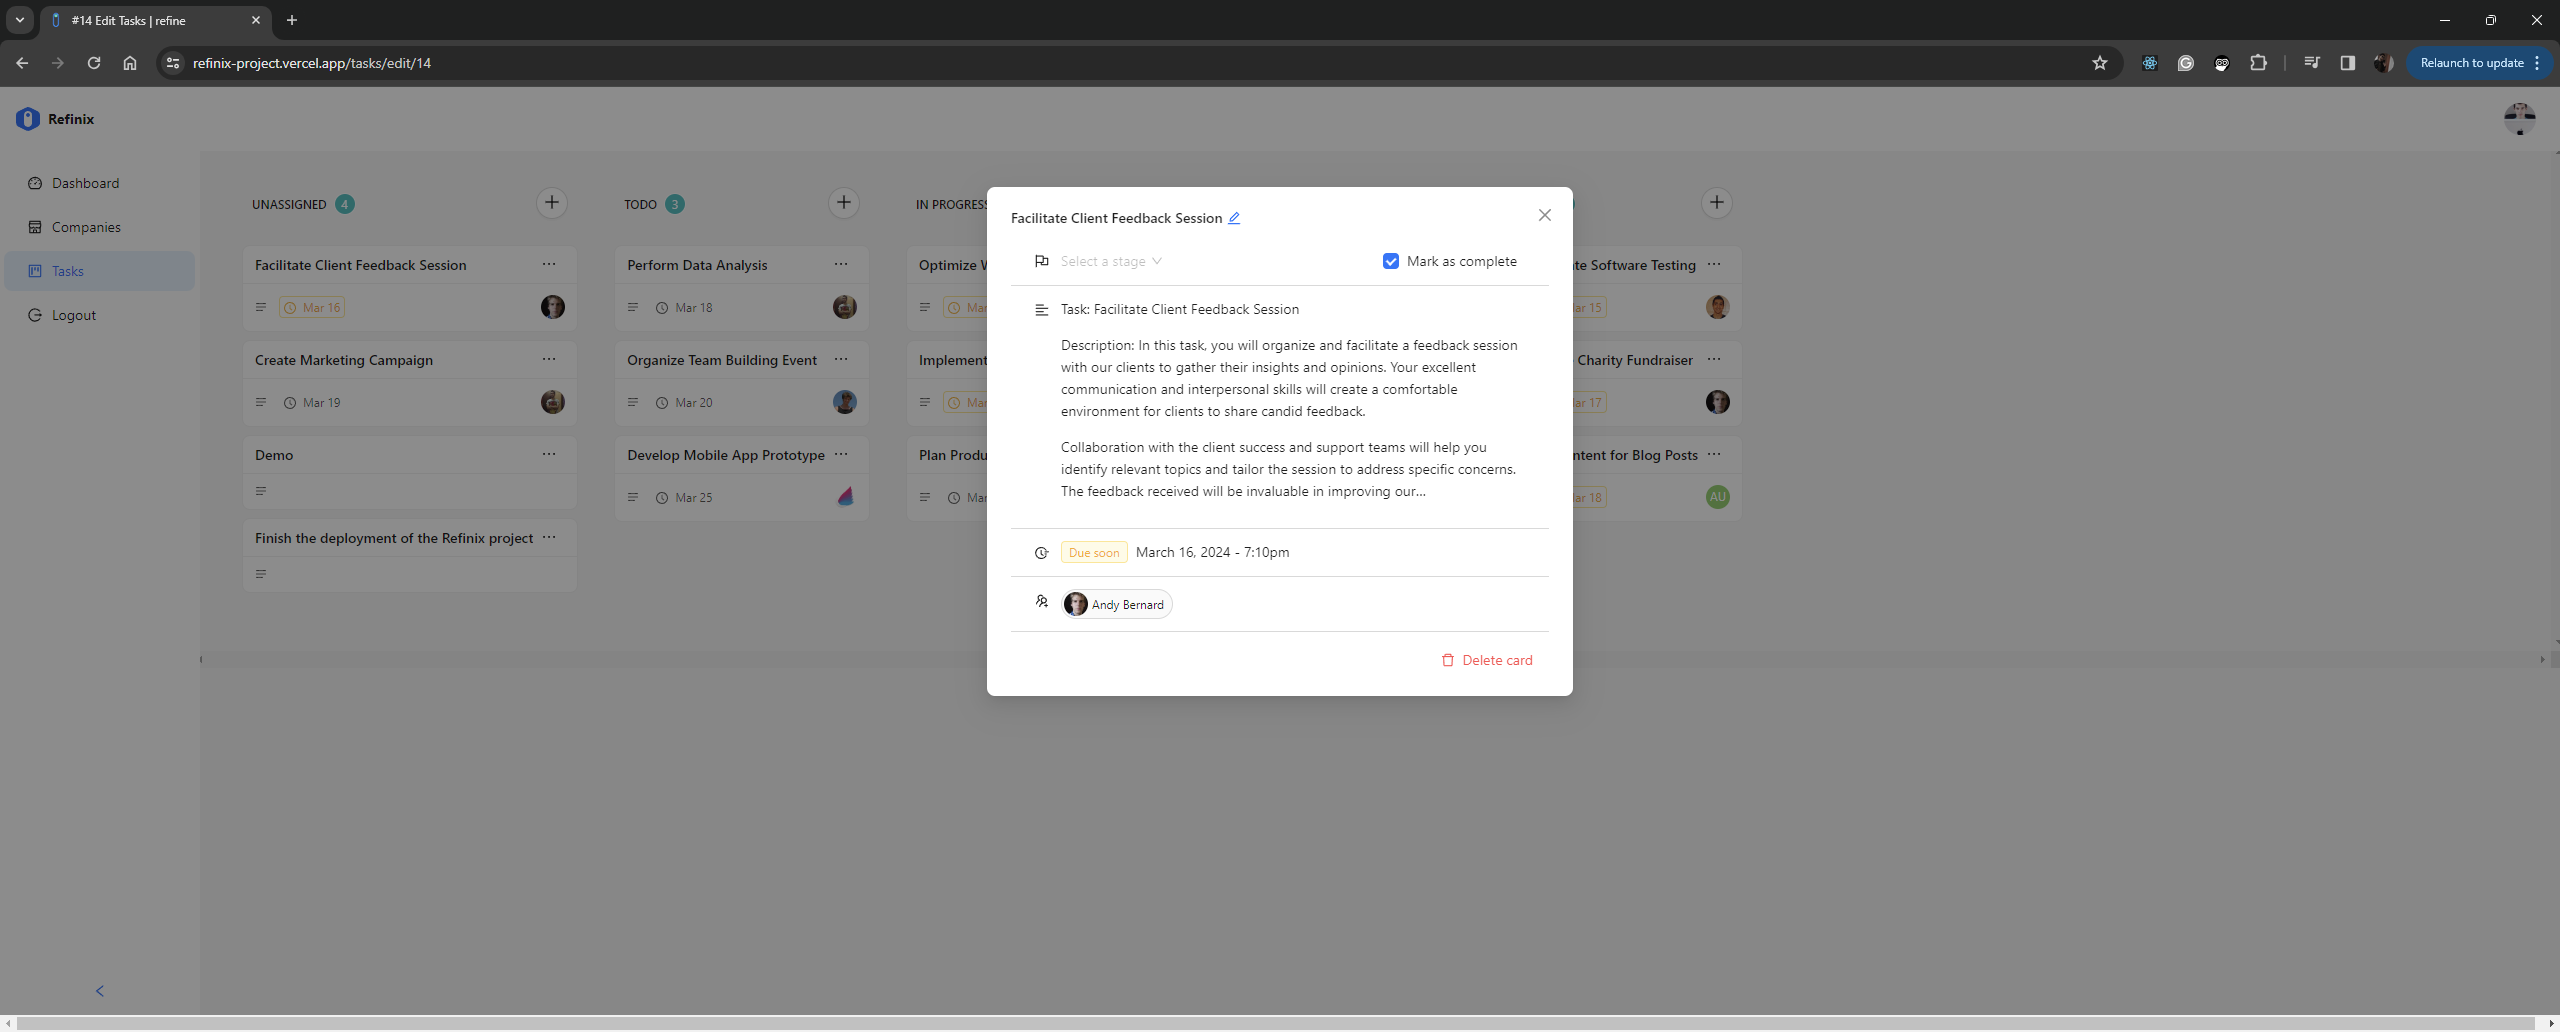 #14 Edit Tasks | refine
refinix-project.vercel.app/tasks/edit/14
Relaunch to update
Refinix
Dashboard
Companies
Tasks
Logout
UNASSIGNED 4
Facilitate Client Feedback Session
Mar 16
Create Marketing Campaign
Mar 19
Demo
Finish the deployment of the Refinix project
TODO 3
Perform Data Analysis
Mar 18
Organize Team Building Event
Mar 20
Develop Mobile App Prototype
Mar 25
IN PROGRESS
Optimize W
Mar
Implement
Mar
Plan Produ
Mar
Facilitate Client Feedback Session
Select a stage
Mark as complete
Task: Facilitate Client Feedback Session
Description: In this task, you will organize and facilitate a feedback session
with our clients to gather their insights and opinions. Your excellent
communication and interpersonal skills will create a comfortable
environment for clients to share candid feedback.
Collaboration with the client success and support teams will help you
identify relevant topics and tailor the session to address specific concerns.
The feedback received will be invaluable in improving our...
Due soon March 16, 2024 - 7:10pm
Andy Bernard
Delete card
te Software Testing
ar 15
Charity Fundraiser
ar 17
ntent for Blog Posts
ar 18
AU